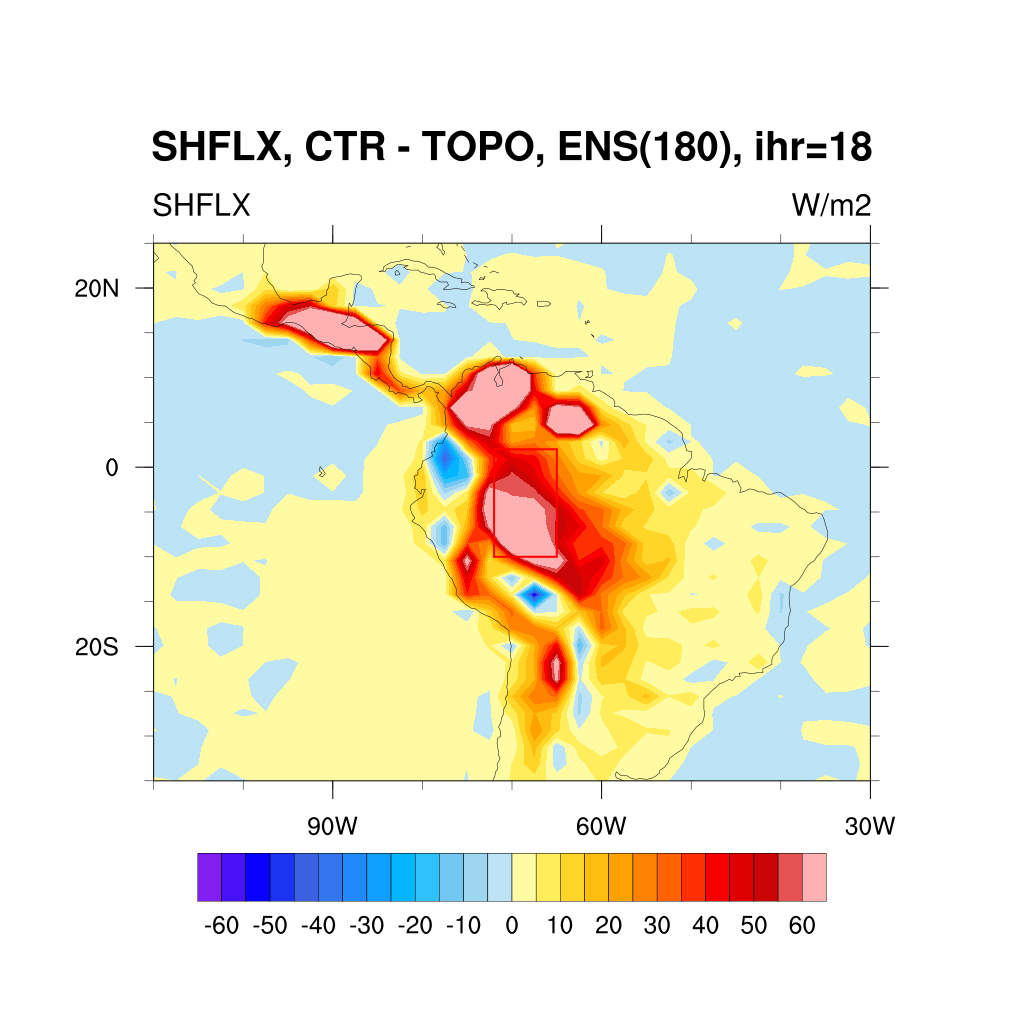 SHFLX, CTR - TOPO, ENS(180), ihr=18
SHFLX W/m2
20N
0
20S
90W 60W 30W
-60 -50 -40 -30 -20 -10 0 10 20 30 40 50 60